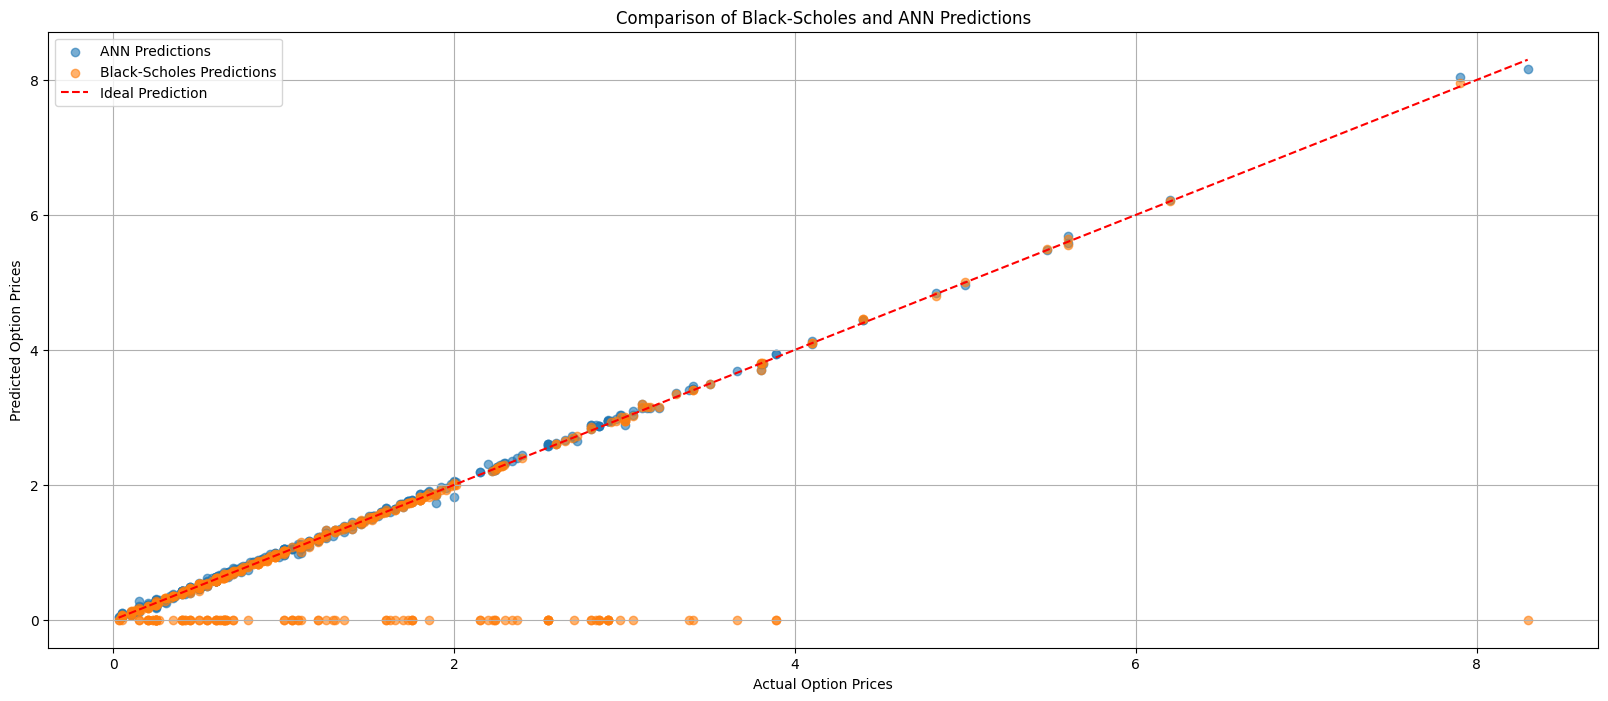 Comparison of Black-Scholes and ANN Predictions
ANN Predictions
Black-Scholes Predictions
Ideal Prediction
Predicted Option Prices
8
6
4
2
0
0 2 4 6 8
Actual Option Prices